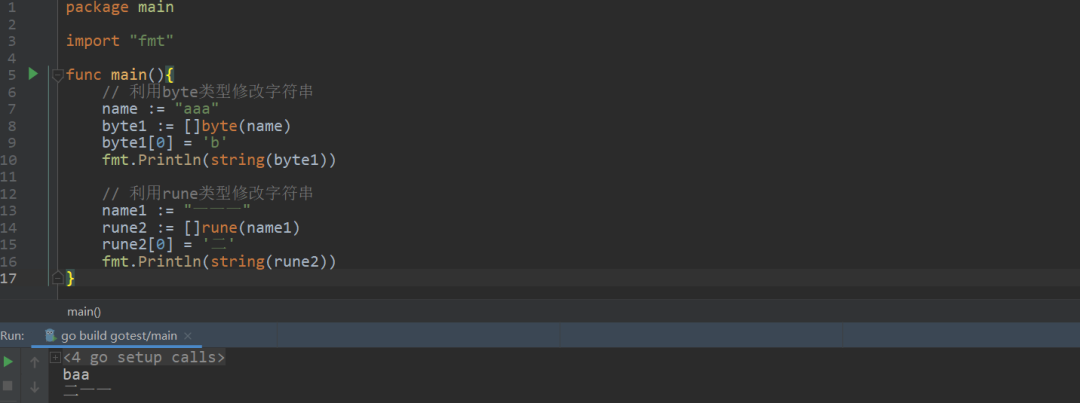 1 package main
2
3 import "fmt"
4
5 func main(){
6 // 利用byte类型修改字符串
7 name := "aaa"
8 byte1 := []byte(name)
9 byte1[0] = 'b'
10 fmt.Println(string(byte1))
11
12 // 利用rune类型修改字符串
13 name1 := "一一一"
14 rune2 := []rune(name1)
15 rune2[0] = '二'
16 fmt.Println(string(rune2))
17 }
main()
Run: go build gotest/main ×
<4 go setup calls>
baa
二一一